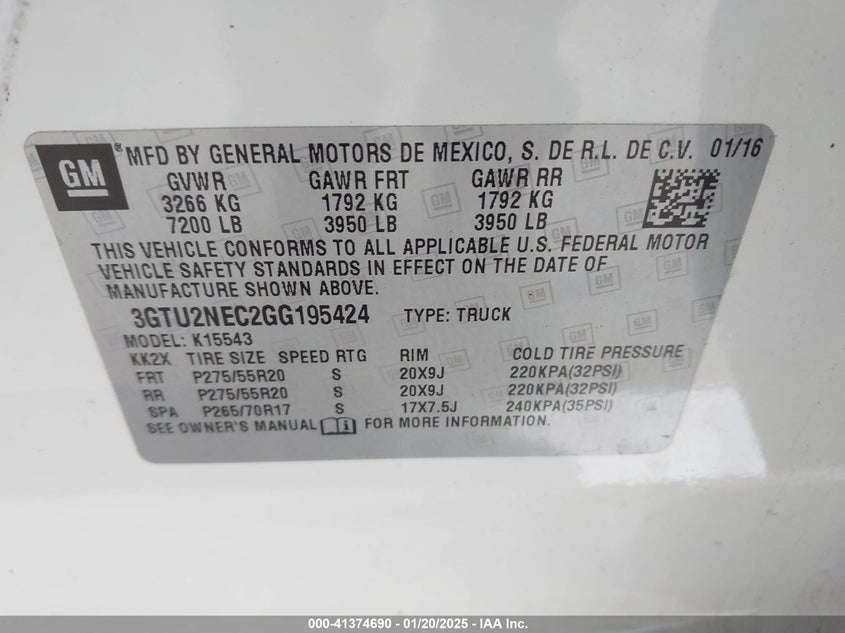 GM
® MFD BY GENERAL MOTORS DE MEXICO, S. DE R.L. DE C.V. 01/16
GVWR GAWR FRT GAWR RR
3266 KG 1792 KG 1792 KG
7200 LB 3950 LB 3950 LB
THIS VEHICLE CONFORMS TO ALL APPLICABLE U.S. FEDERAL MOTOR
VEHICLE SAFETY STANDARDS IN EFFECT ON THE DATE OF
MANUFACTURE SHOWN ABOVE.
3GTU2NEC2GG195424 TYPE: TRUCK
MODEL: K15543
KK2X TIRE SIZE SPEED RTG RIM COLD TIRE PRESSURE
FRT P275/55R20 S 20X9J 220KPA(32PSI)
RR P275/55R20 S 20X9J 220KPA(32PSI)
SPA P265/70R17 S 17X7.5J 240KPA(35PSI)
SEE OWNER'S MANUAL FOR MORE INFORMATION.
000-41374690 - 01/20/2025 - IAA Inc.